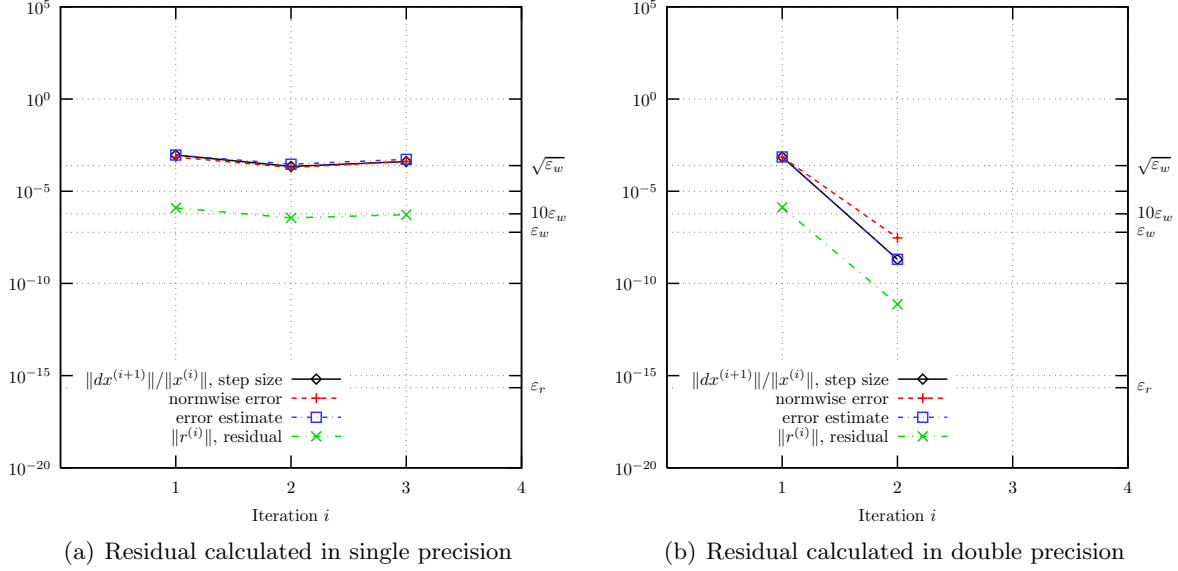 10^5
10^0
10^−5
10^−10
10^−15
10^−20
√ε_w
10ε_w
ε_w
ε_r
‖dx^(i+1)‖/‖x^(i)‖, step size
normwise error
error estimate
‖r^(i)‖, residual
1 2 3 4
Iteration i
(a) Residual calculated in single precision
10^5
10^0
10^−5
10^−10
10^−15
10^−20
√ε_w
10ε_w
ε_w
ε_r
‖dx^(i+1)‖/‖x^(i)‖, step size
normwise error
error estimate
‖r^(i)‖, residual
1 2 3 4
Iteration i
(b) Residual calculated in double precision